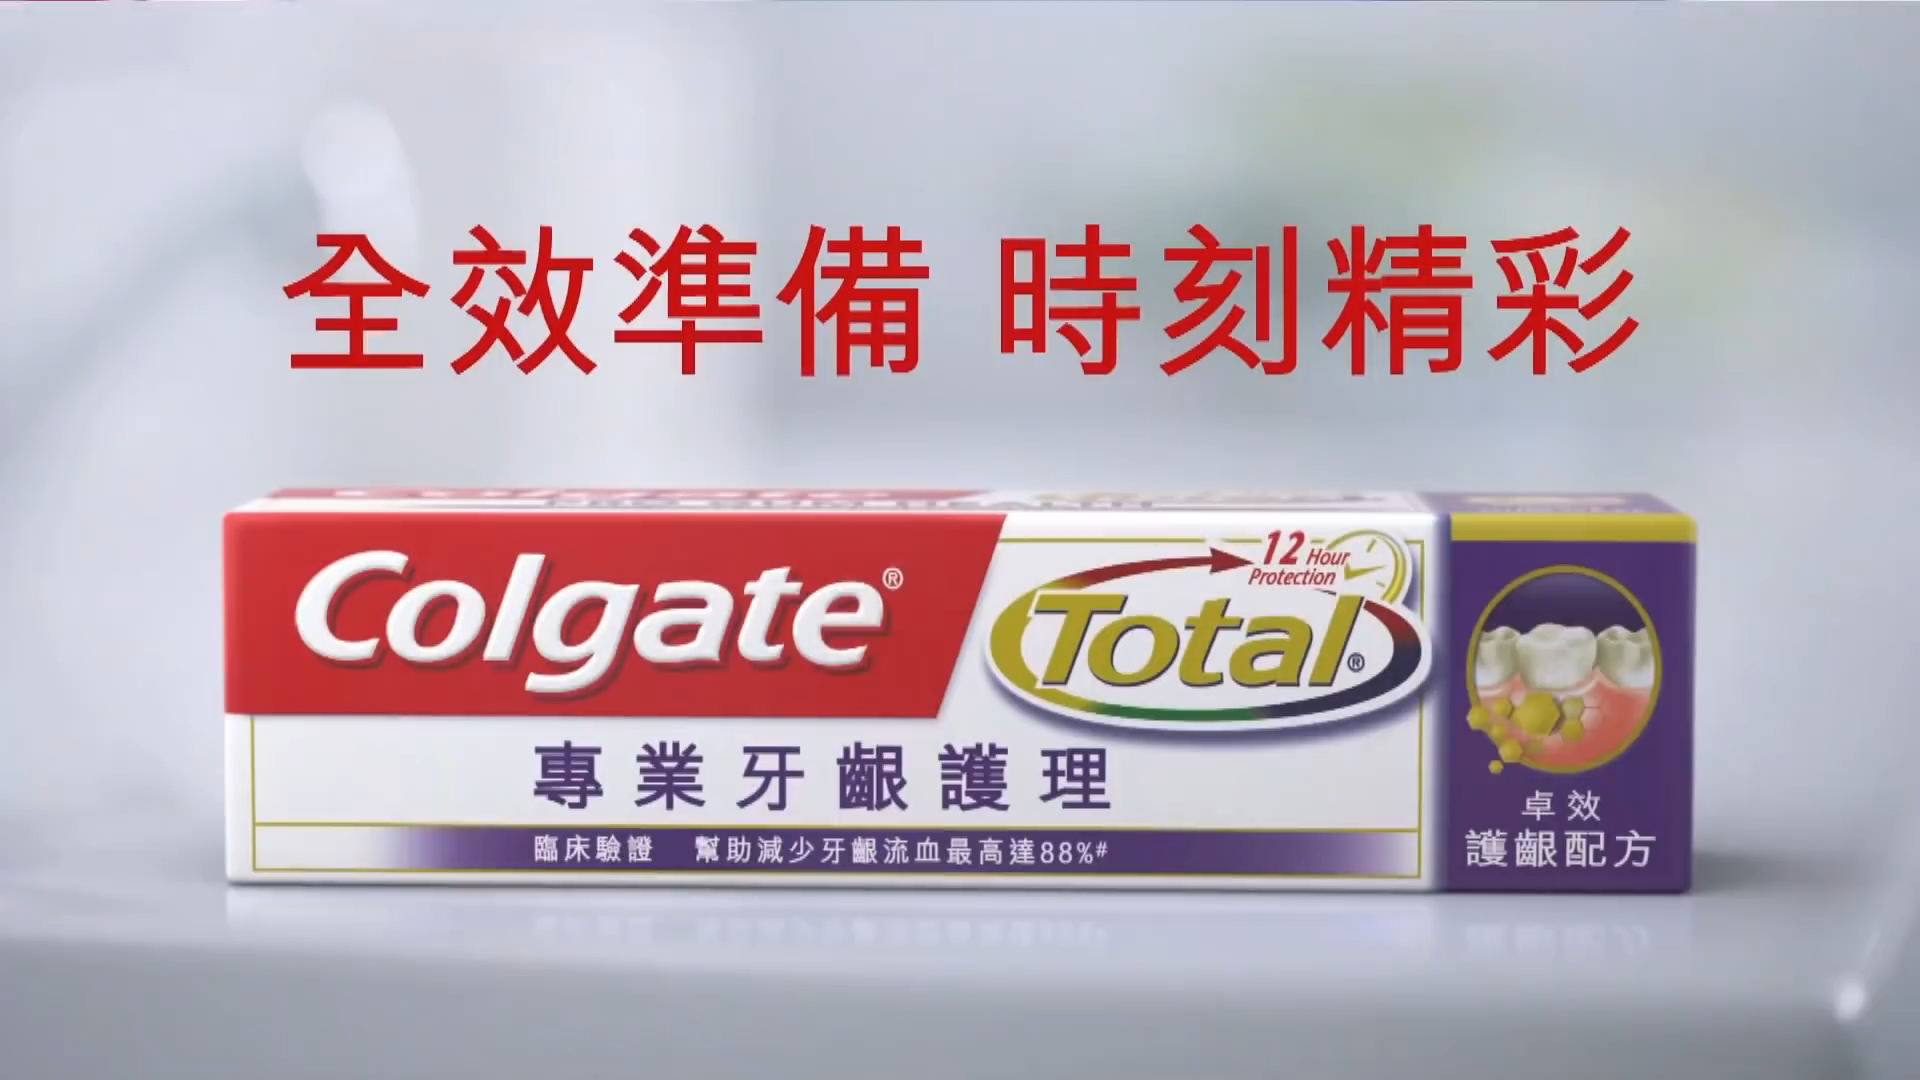 全效準備 時刻精彩
Colgate®
12 Hour
Protection
Total®
專業牙齦護理
臨床驗證 幫助減少牙齦流血最高達88%#
卓效
護齦配方